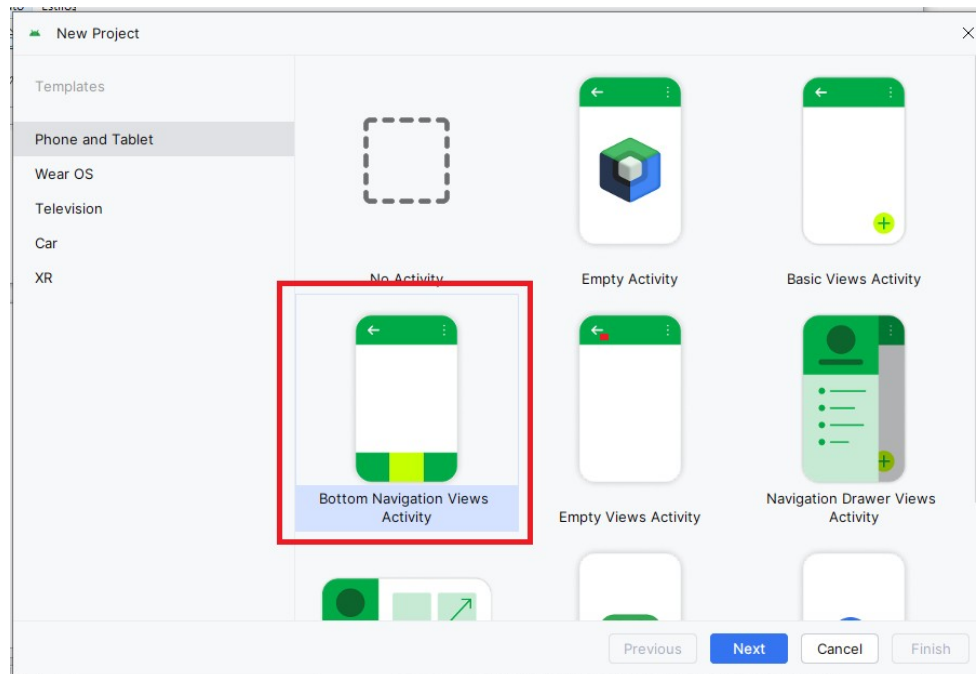 New Project
Templates
Phone and Tablet
Wear OS
Television
Car
XR
No Activity
Empty Activity
Basic Views Activity
Bottom Navigation Views
Activity
Empty Views Activity
Navigation Drawer Views
Activity
Previous
Next
Cancel
Finish